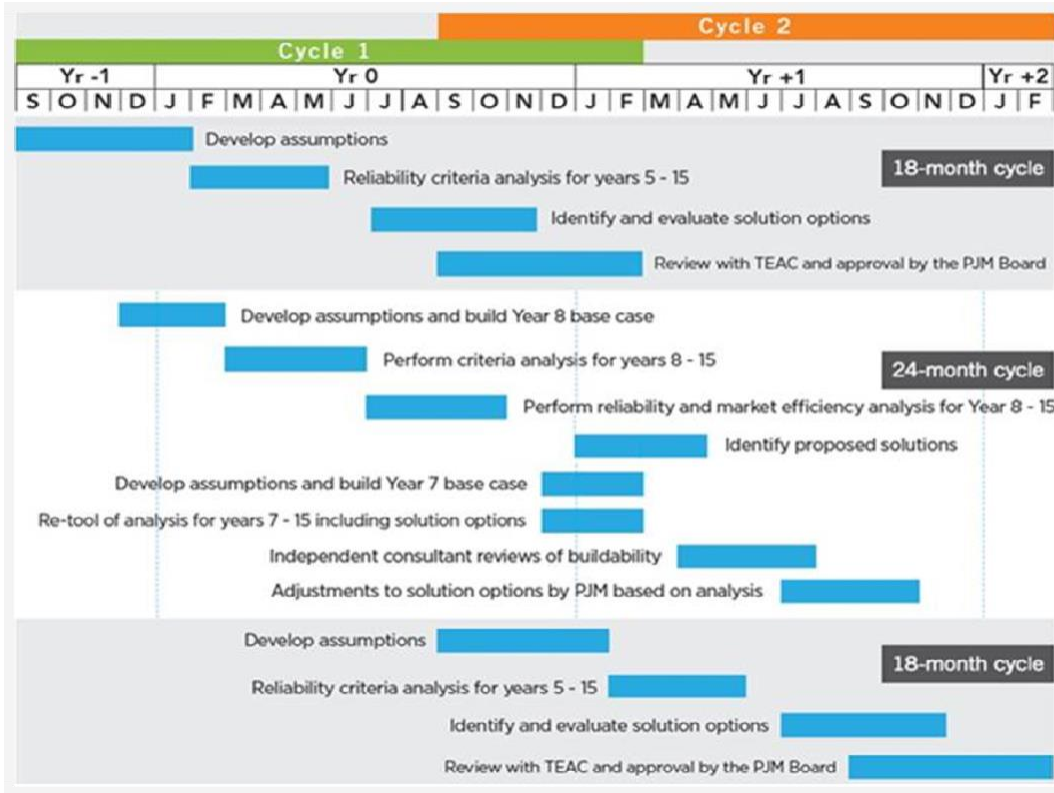 Cycle 2
Cycle 1
Yr -1 Yr 0 Yr +1 Yr +2
S O N D J F M A M J J A S O N D J F M A M J J A S O N D J F
Develop assumptions
18-month cycle
Reliability criteria analysis for years 5 - 15
Identify and evaluate solution options
Review with TEAC and approval by the PJM Board
Develop assumptions and build Year 8 base case
Perform criteria analysis for years 8 - 15
24-month cycle
Perform reliability and market efficiency analysis for Year 8 - 15
Identify proposed solutions
Develop assumptions and build Year 7 base case
Re-tool of analysis for years 7 - 15 including solution options
Independent consultant reviews of buildability
Adjustments to solution options by PJM based on analysis
Develop assumptions
18-month cycle
Reliability criteria analysis for years 5 - 15
Identify and evaluate solution options
Review with TEAC and approval by the PJM Board